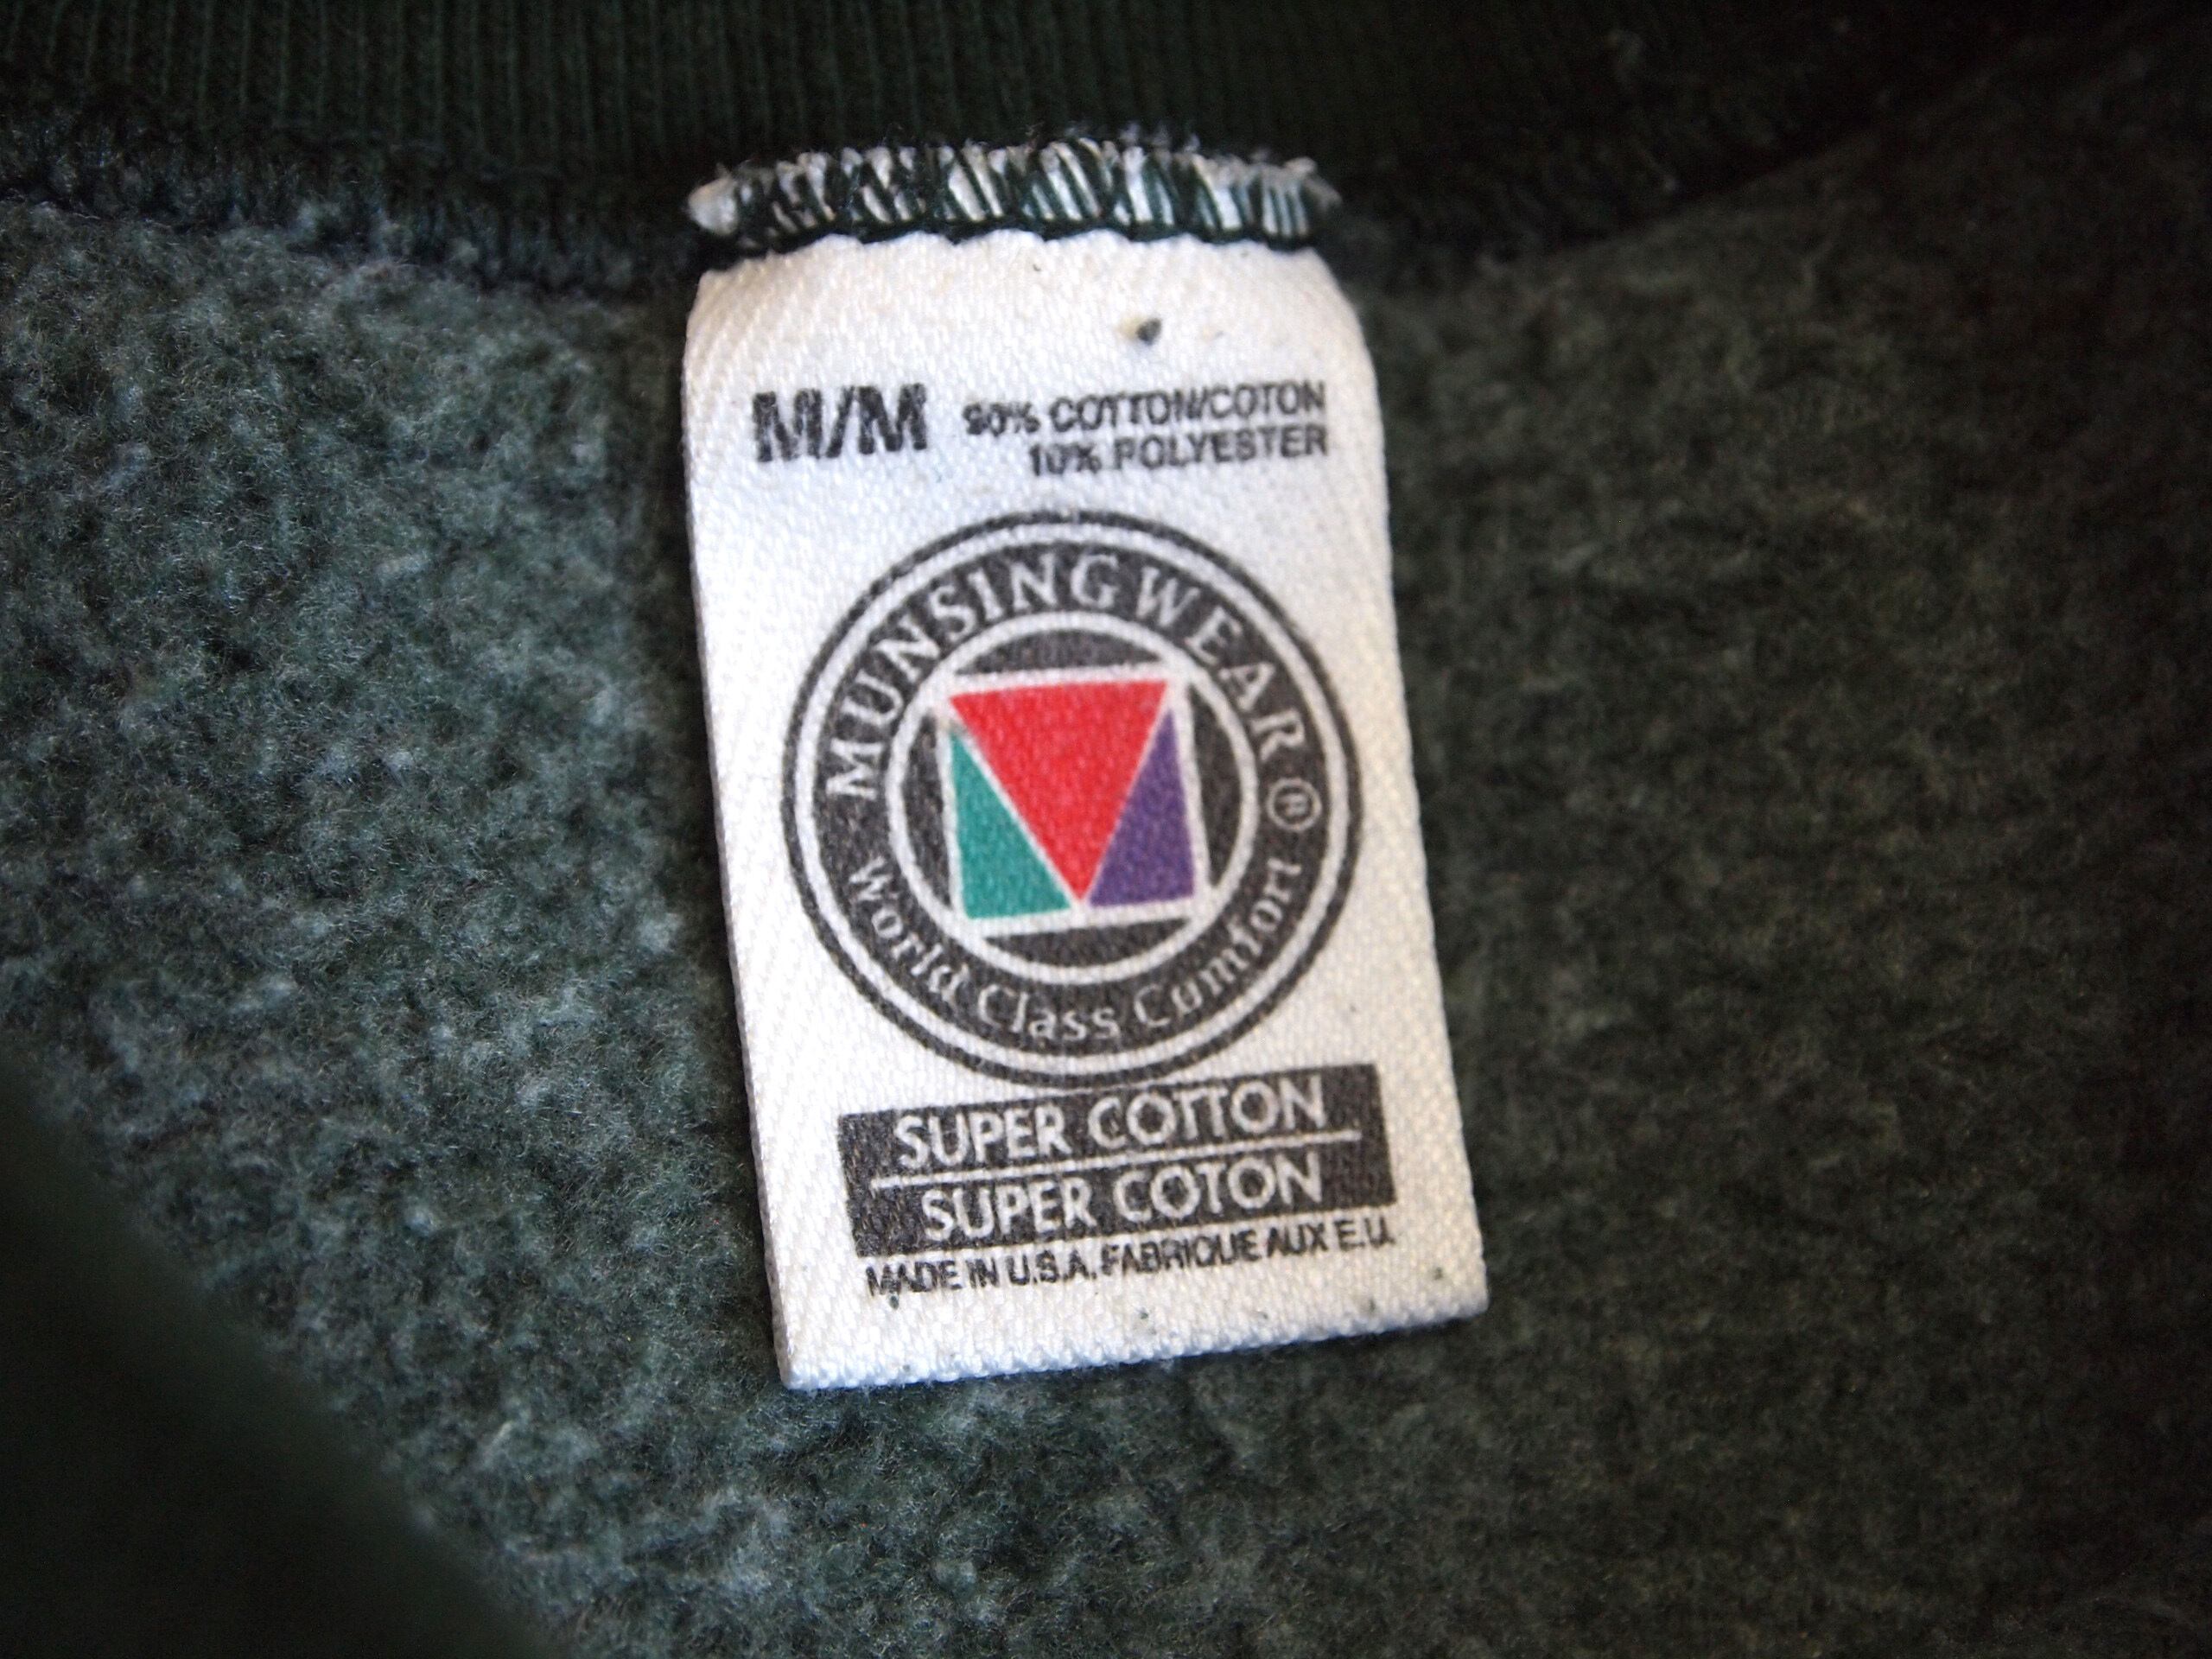 M/M 90% COTTON/COTON
10% POLYESTER
MUNSINGWEAR ®
World Class Comfort
SUPER COTTON
SUPER COTON
MADE IN U.S.A. FABRIQUE AUX E.U.